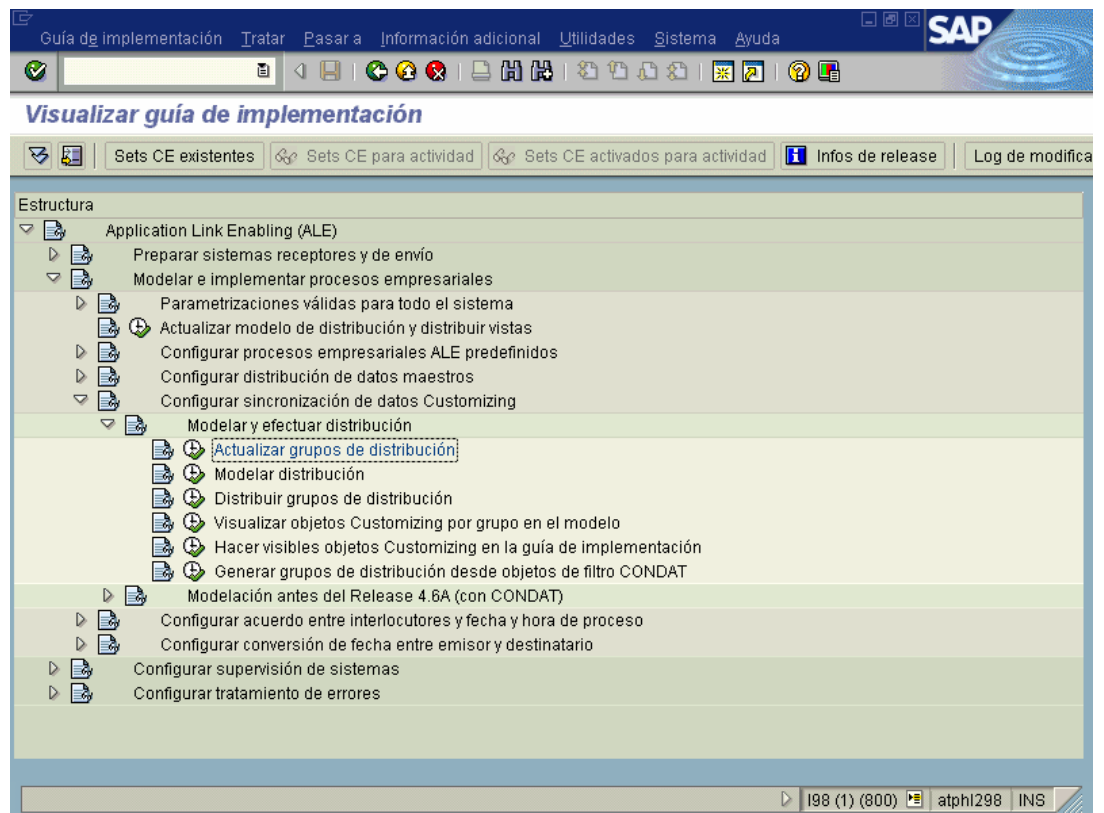 Guía de implementación Tratar Pasar a Información adicional Utilidades Sistema Ayuda
SAP
Visualizar guía de implementación
Sets CE existentes Sets CE para actividad Sets CE activados para actividad Infos de release Log de modifica
Estructura
Application Link Enabling (ALE)
Preparar sistemas receptores y de envío
Modelar e implementar procesos empresariales
Parametrizaciones válidas para todo el sistema
Actualizar modelo de distribución y distribuir vistas
Configurar procesos empresariales ALE predefinidos
Configurar distribución de datos maestros
Configurar sincronización de datos Customizing
Modelar y efectuar distribución
Actualizar grupos de distribución
Modelar distribución
Distribuir grupos de distribución
Visualizar objetos Customizing por grupo en el modelo
Hacer visibles objetos Customizing en la guía de implementación
Generar grupos de distribución desde objetos de filtro CONDAT
Modelación antes del Release 4.6A (con CONDAT)
Configurar acuerdo entre interlocutores y fecha y hora de proceso
Configurar conversión de fecha entre emisor y destinatario
Configurar supervisión de sistemas
Configurar tratamiento de errores
I98 (1) (800) atphl298 INS